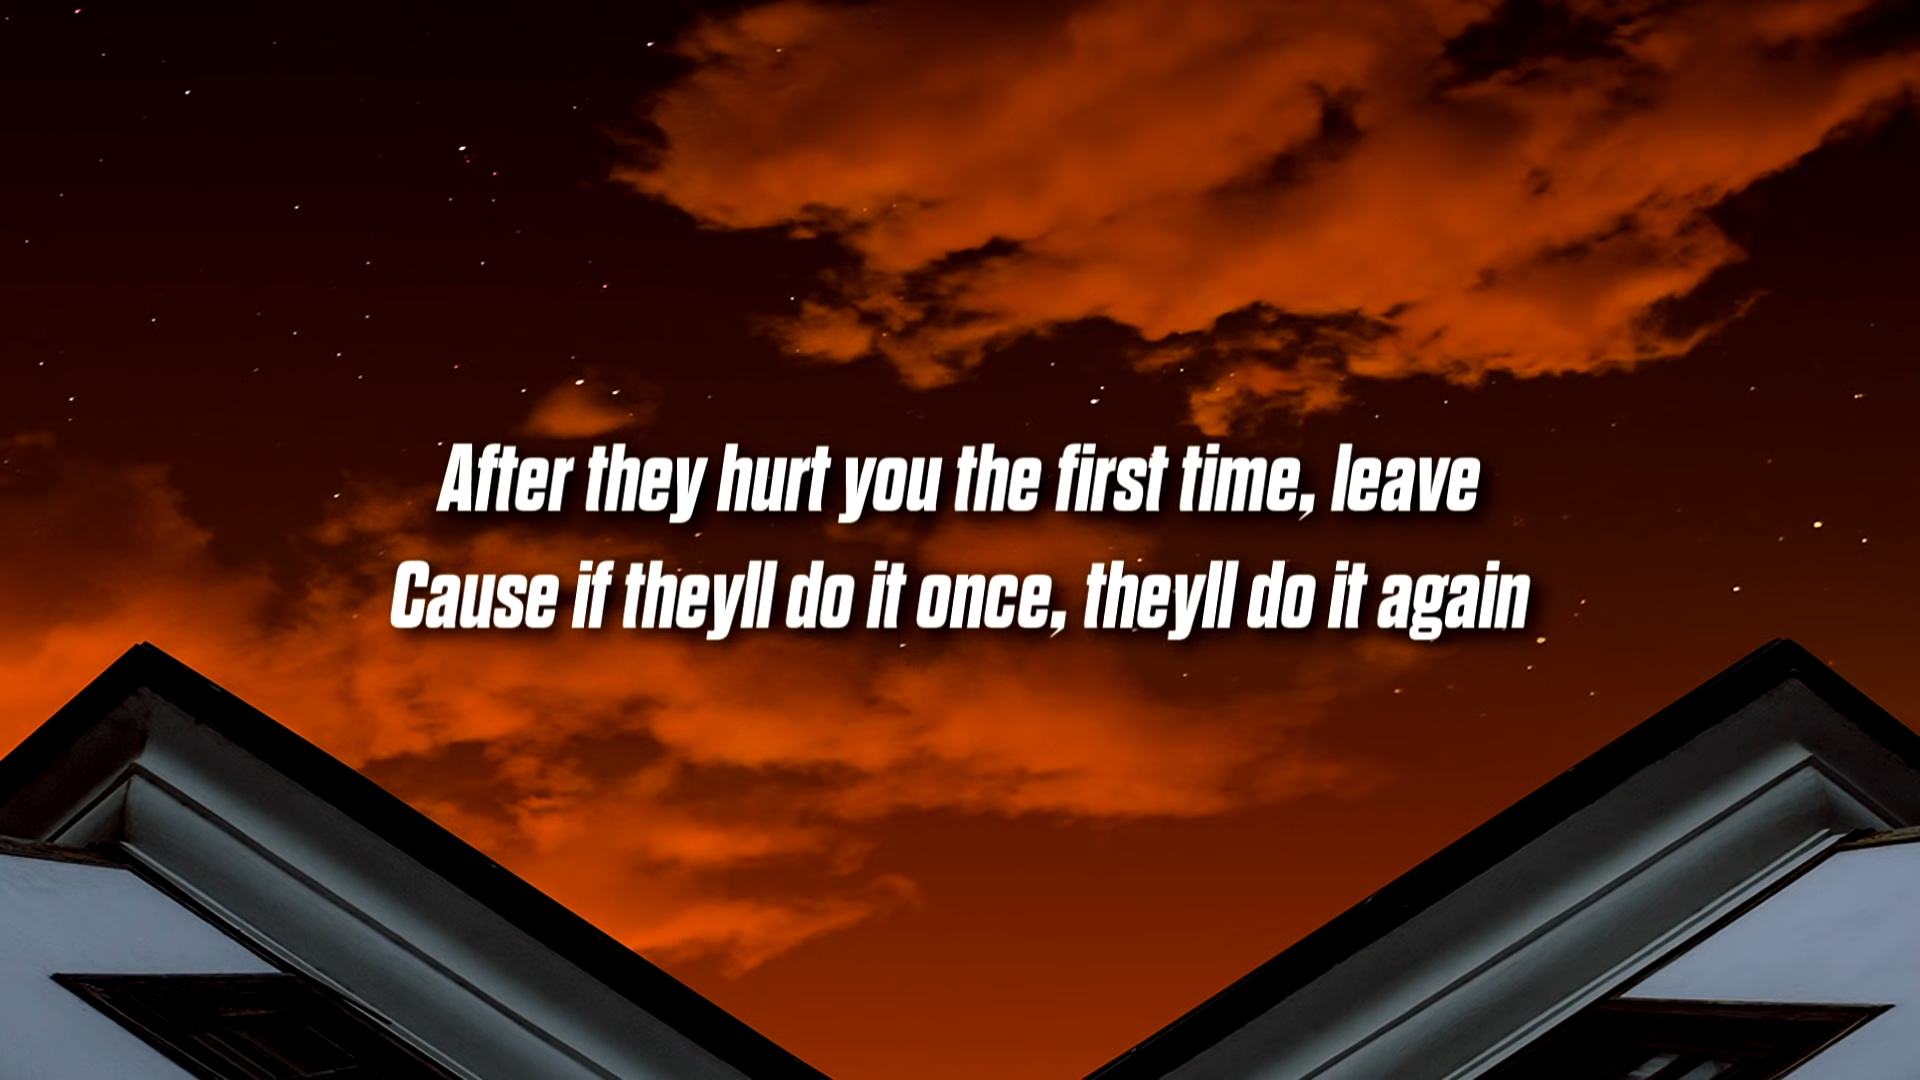 After they hurt you the first time, leave
Cause if theyll do it once, theyll do it again